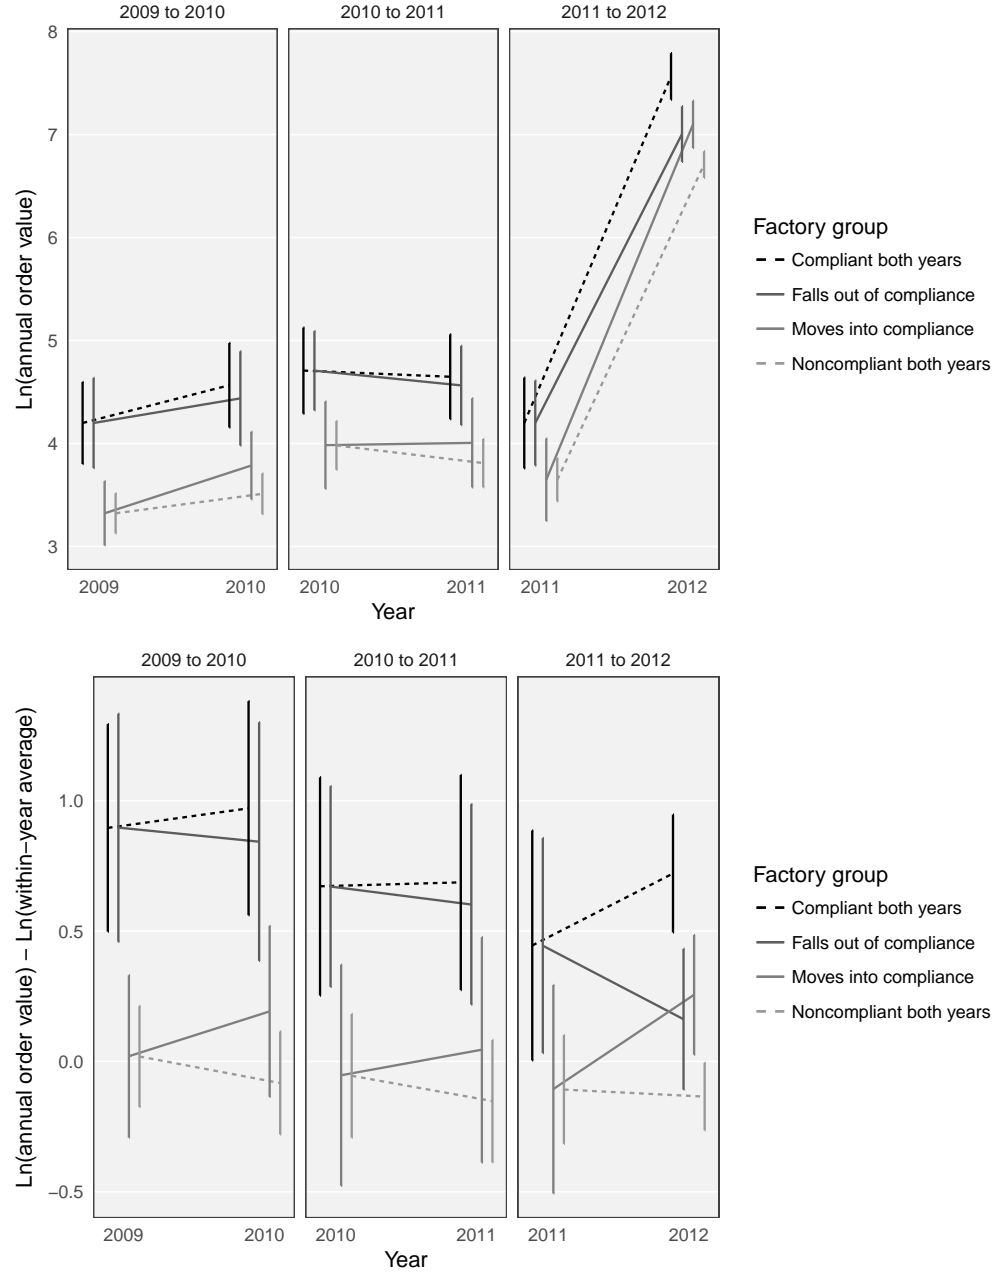 2009 to 2010 2010 to 2011 2011 to 2012
Ln(annual order value)
8
7
6
5
4
3
2009 2010 2010 2011 2011 2012
Year
Factory group
Compliant both years
Falls out of compliance
Moves into compliance
Noncompliant both years
2009 to 2010 2010 to 2011 2011 to 2012
Ln(annual order value) − Ln(within−year average)
1.0
0.5
0.0
−0.5
2009 2010 2010 2011 2011 2012
Year
Factory group
Compliant both years
Falls out of compliance
Moves into compliance
Noncompliant both years